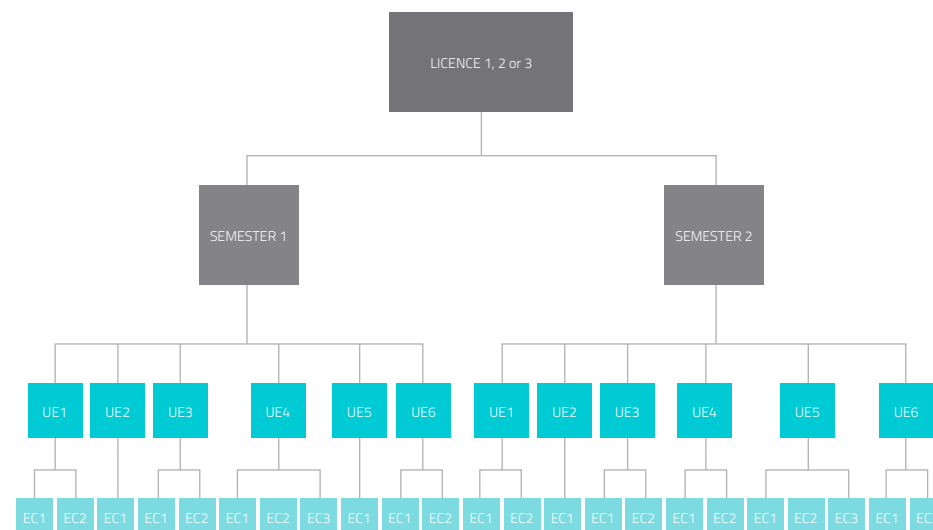 LICENCE 1, 2 or 3
SEMESTER 1 SEMESTER 2
UE1 UE2 UE3 UE4 UE5 UE6 UE1 UE2 UE3 UE4 UE5 UE6
EC1 EC2 EC1 EC1 EC2 EC1 EC2 EC3 EC1 EC1 EC2 EC1 EC2 EC1 EC1 EC2 EC1 EC2 EC1 EC2 EC3 EC1 EC